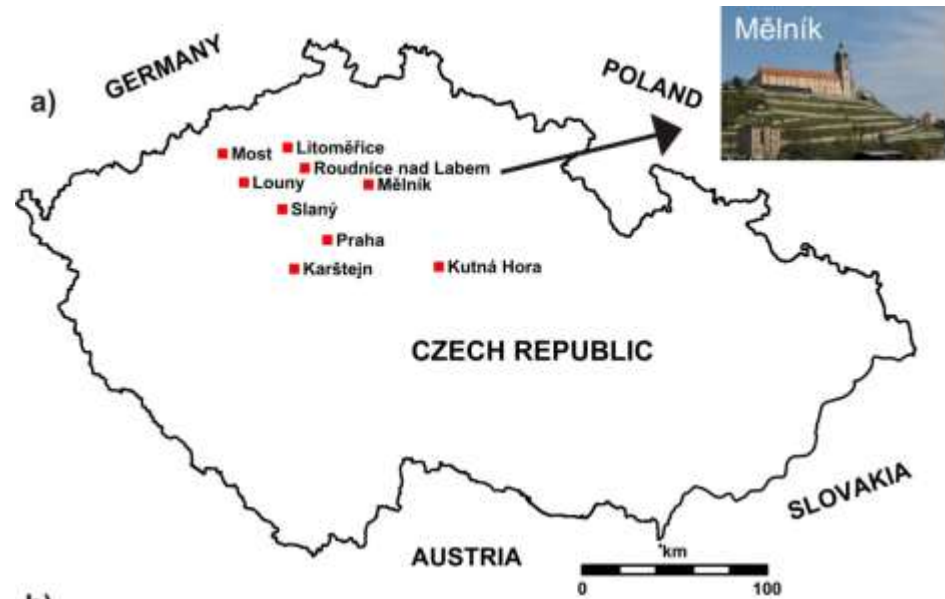 Mělník
GERMANY
POLAND
a)
Litoměřice
Most
Roudnice nad Labem
Louny
Mělník
Slaný
Praha
Karštejn
Kutná Hora
CZECH REPUBLIC
SLOVAKIA
AUSTRIA
km
0 100